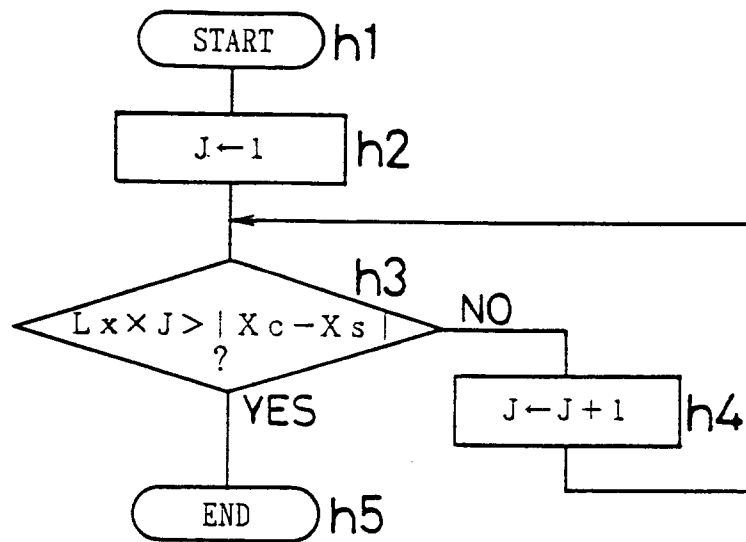 START h1
J←1 h2
h3
Lx×J>|Xc-Xs|
?
NO
YES
J←J+1 h4
END h5